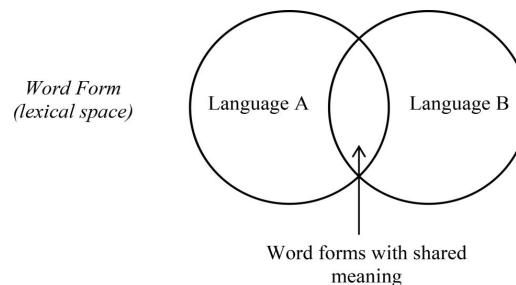 Word Form
(lexical space)
Language A
Language B
Word forms with shared
meaning